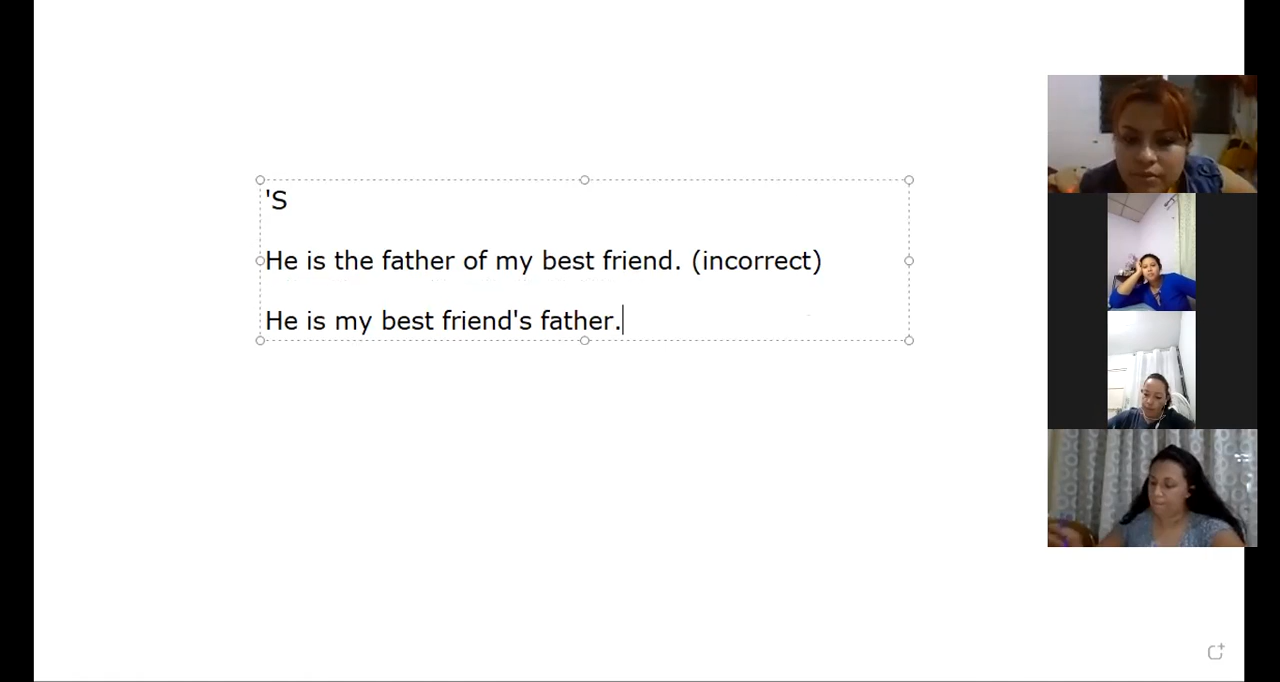 'S
He is the father of my best friend. (incorrect)
He is my best friend's father.